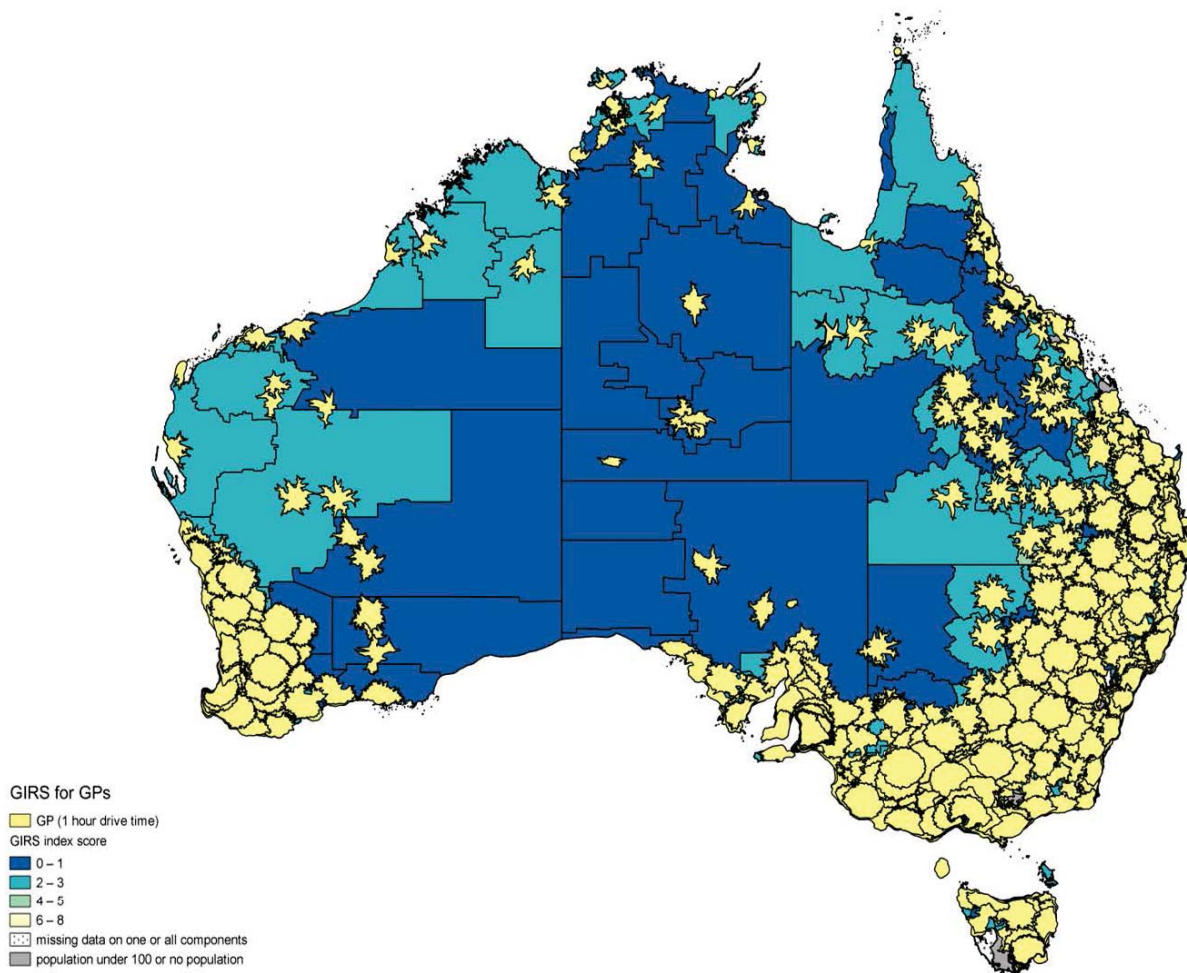 GIRS for GPs
GP (1 hour drive time)
GIRS index score
0 – 1
2 – 3
4 – 5
6 – 8
missing data on one or all components
population under 100 or no population